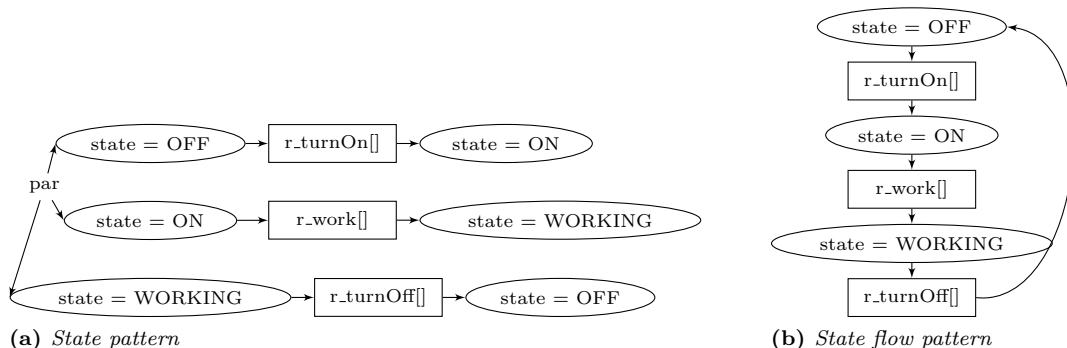 state = OFF r_turnOn[] state = ON
par
state = ON r_work[] state = WORKING
state = WORKING r_turnOff[] state = OFF
(a) State pattern
state = OFF
r_turnOn[]
state = ON
r_work[]
state = WORKING
r_turnOff[]
(b) State flow pattern